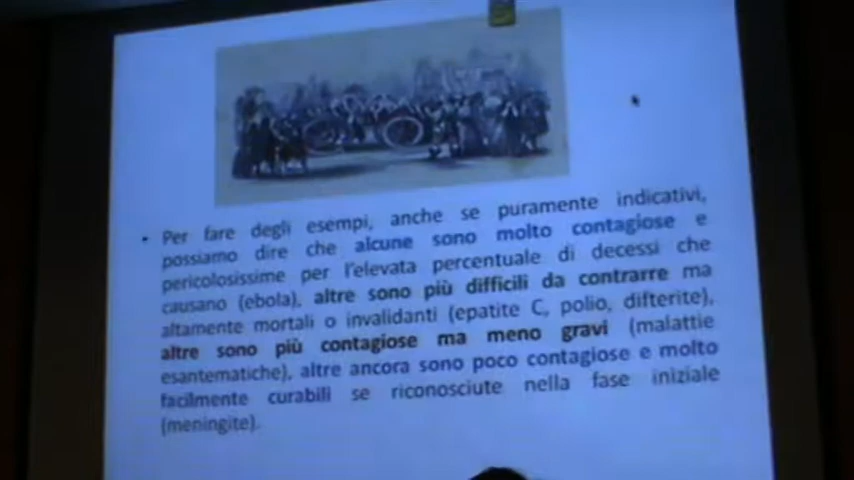 • Per fare degli esempi, anche se puramente indicativi,
possiamo dire che alcune sono molto contagiose e
pericolosissime per l'elevata percentuale di decessi che
causano (ebola), altre sono più difficili da contrarre ma
altamente mortali o invalidanti (epatite C, polio, difterite),
altre sono più contagiose ma meno gravi (malattie
esantematiche), altre ancora sono poco contagiose e molto
facilmente curabili se riconosciute nella fase iniziale
(meningite).